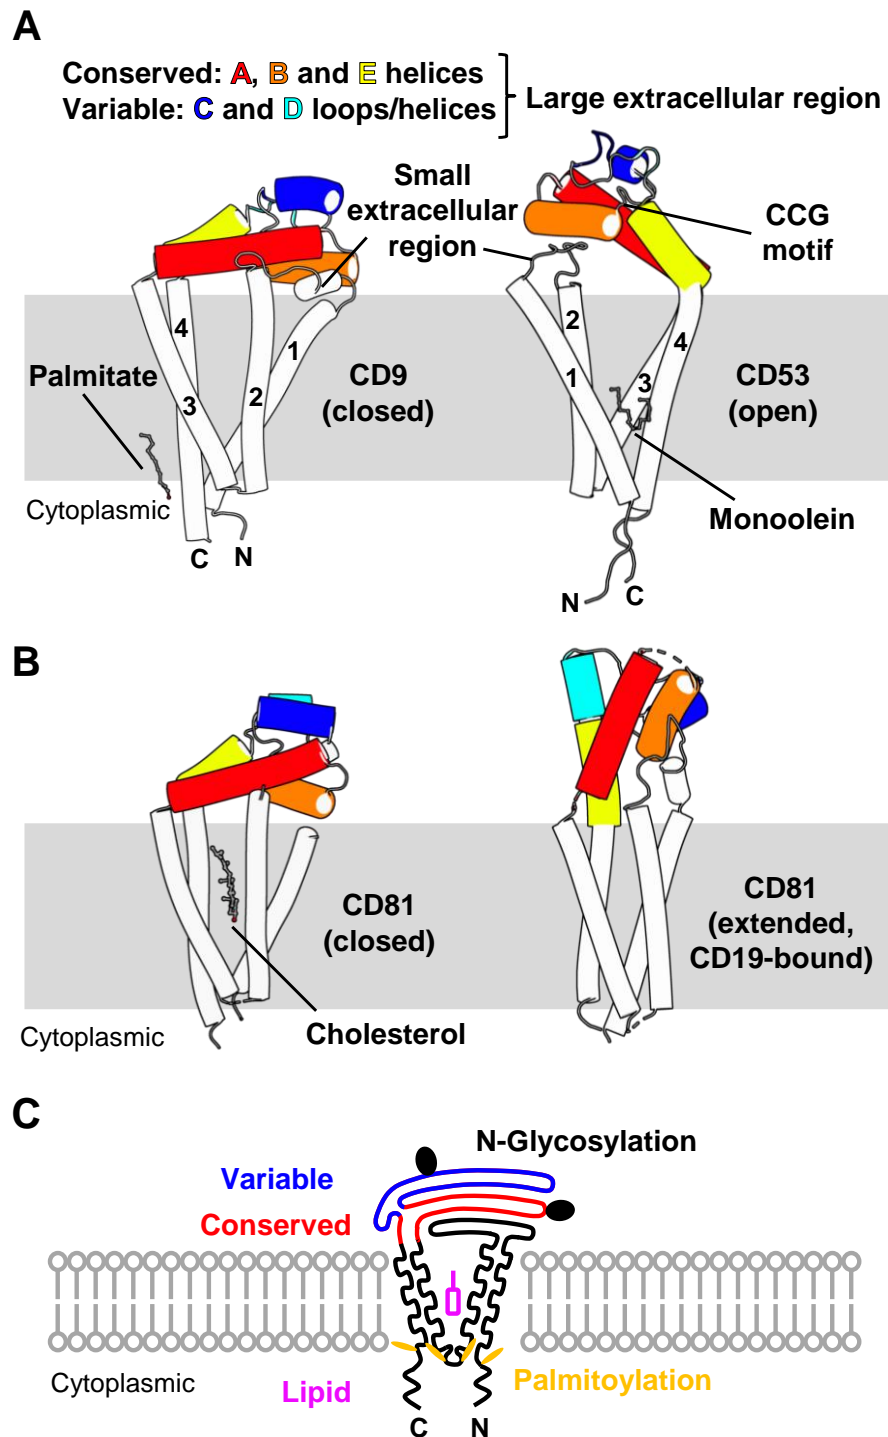 A
Conserved: A, B and E helices
Variable: C and D loops/helices
Large extracellular region
Small
extracellular
region
CCG
motif
4
3
2
1
2
1
3
4
Palmitate
CD9
(closed)
CD53
(open)
Cytoplasmic
Monoolein
C N
N C
B
CD81
(closed)
CD81
(extended,
CD19-bound)
Cytoplasmic
Cholesterol
C
N-Glycosylation
Variable
Conserved
Cytoplasmic
Lipid
Palmitoylation
C N